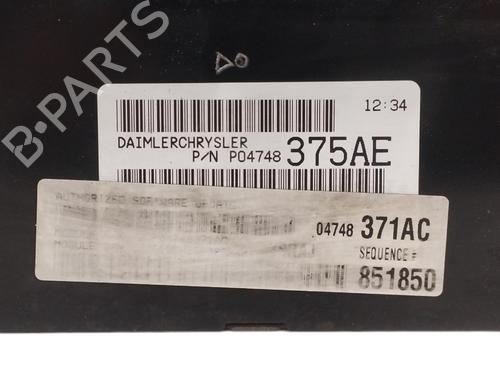 B-PARTS
12:34
DAIMLERCHRYSLER
P/N P04748 375AE
AUTHORIZED SOFTWARE UPDATE
04748 371AC
MODULE
SEQUENCE #
851850